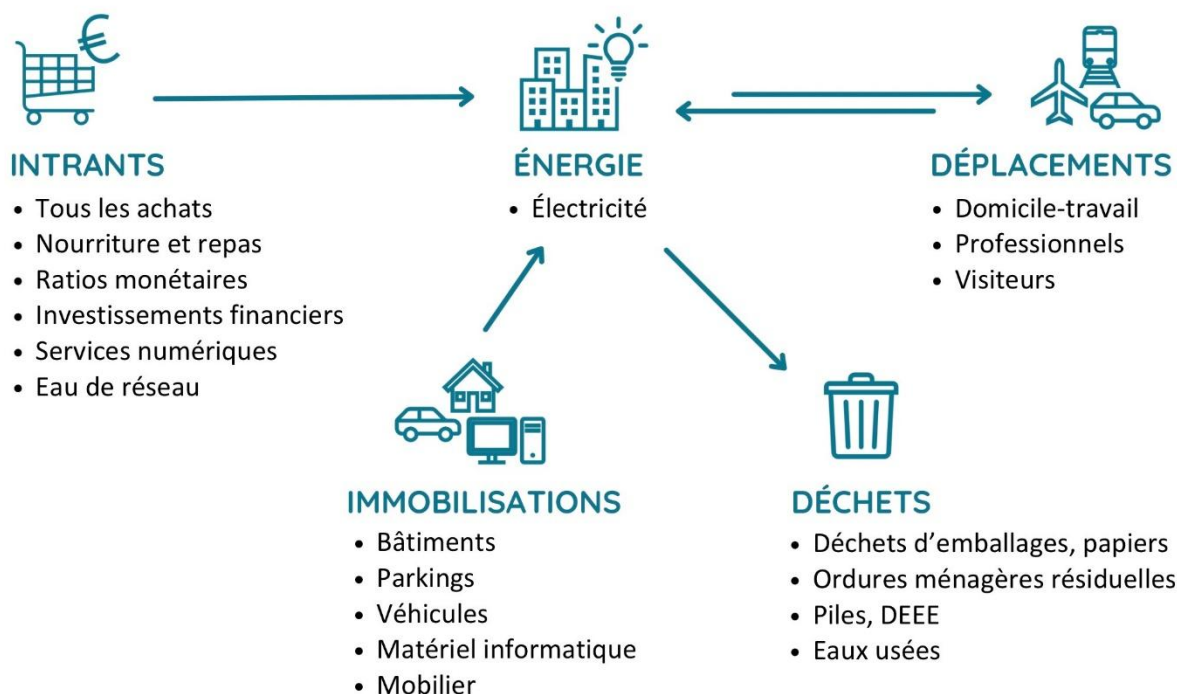 €
INTRANTS
• Tous les achats
• Nourriture et repas
• Ratios monétaires
• Investissements financiers
• Services numériques
• Eau de réseau
ÉNERGIE
• Électricité
DÉPLACEMENTS
• Domicile-travail
• Professionnels
• Visiteurs
IMMOBILISATIONS
• Bâtiments
• Parkings
• Véhicules
• Matériel informatique
• Mobilier
DÉCHETS
• Déchets d’emballages, papiers
• Ordures ménagères résiduelles
• Piles, DEEE
• Eaux usées